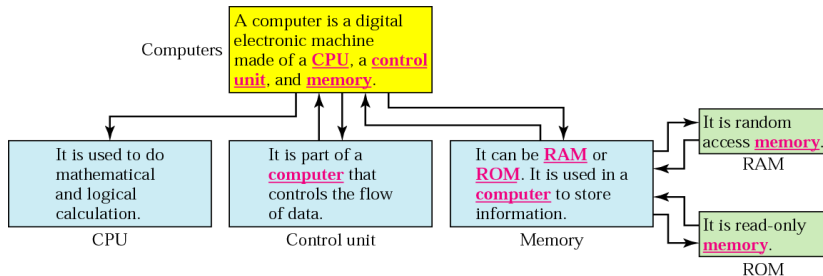 Computers
A computer is a digital
electronic machine
made of a CPU, a control
unit, and memory.
It is used to do
mathematical
and logical
calculation.
CPU
It is part of a
computer that
controls the flow
of data.
Control unit
It can be RAM or
ROM. It is used in a
computer to store
information.
Memory
It is random
access memory.
RAM
It is read-only
memory.
ROM